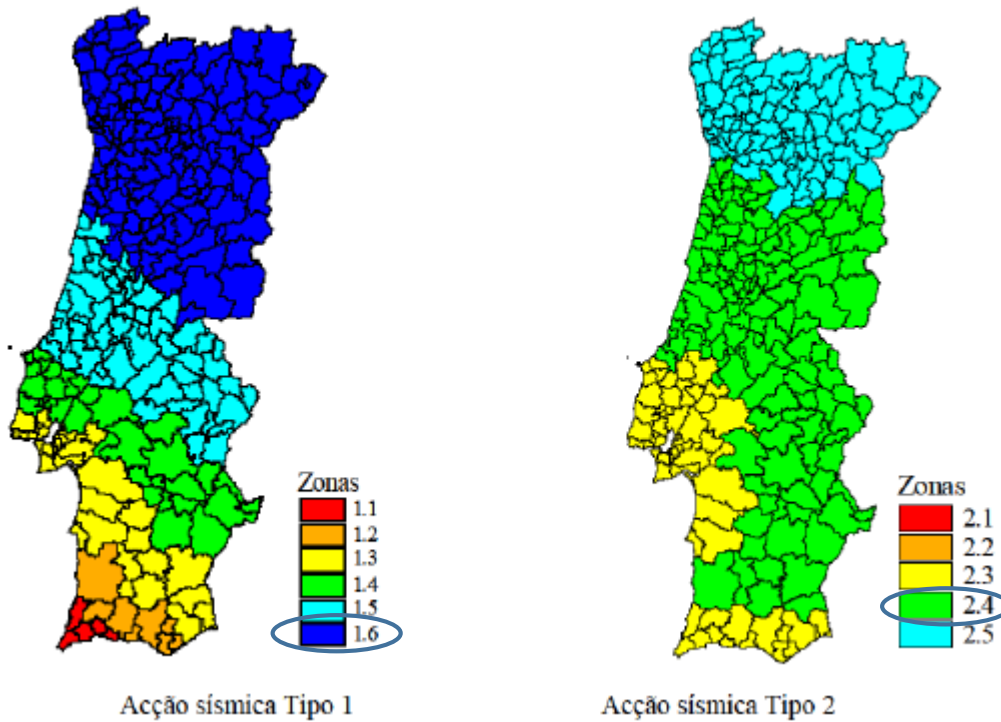 Zonas
1.1
1.2
1.3
1.4
1.5
1.6
Acção sísmica Tipo 1
Zonas
2.1
2.2
2.3
2.4
2.5
Acção sísmica Tipo 2